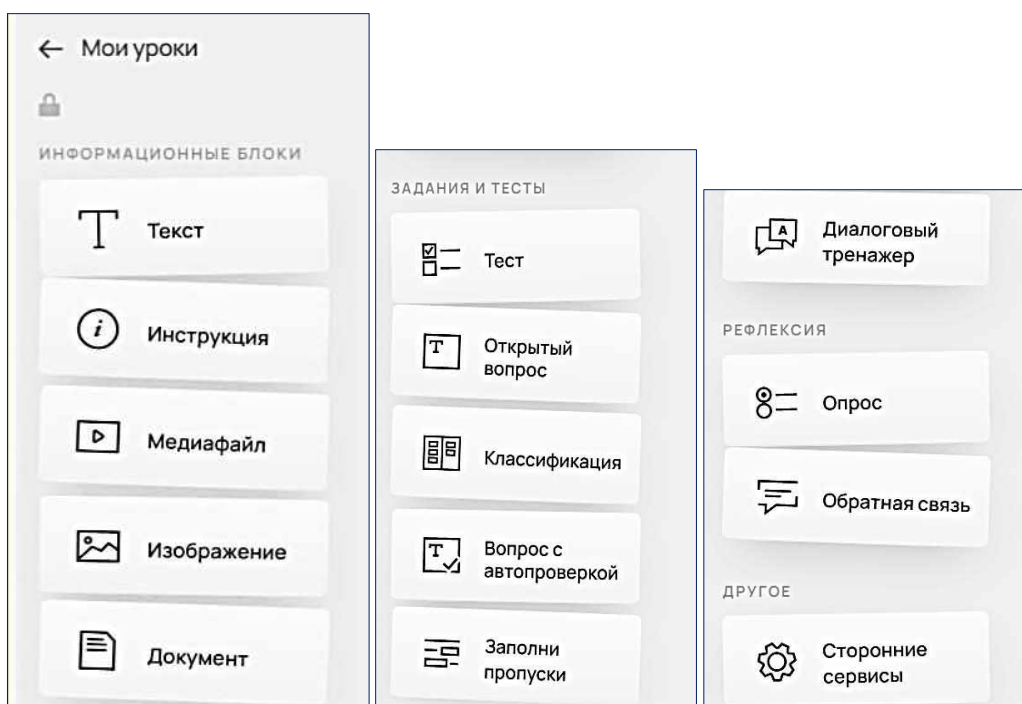 Мои уроки
ИНФОРМАЦИОННЫЕ БЛОКИ
Текст
Инструкция
Медиафайл
Изображение
Документ
ЗАДАНИЯ И ТЕСТЫ
Тест
Открытый
вопрос
Классификация
Вопрос с
автопроверкой
Заполни
пропуски
Диалоговый
тренажер
РЕФЛЕКСИЯ
Опрос
Обратная связь
ДРУГОЕ
Сторонние
сервисы